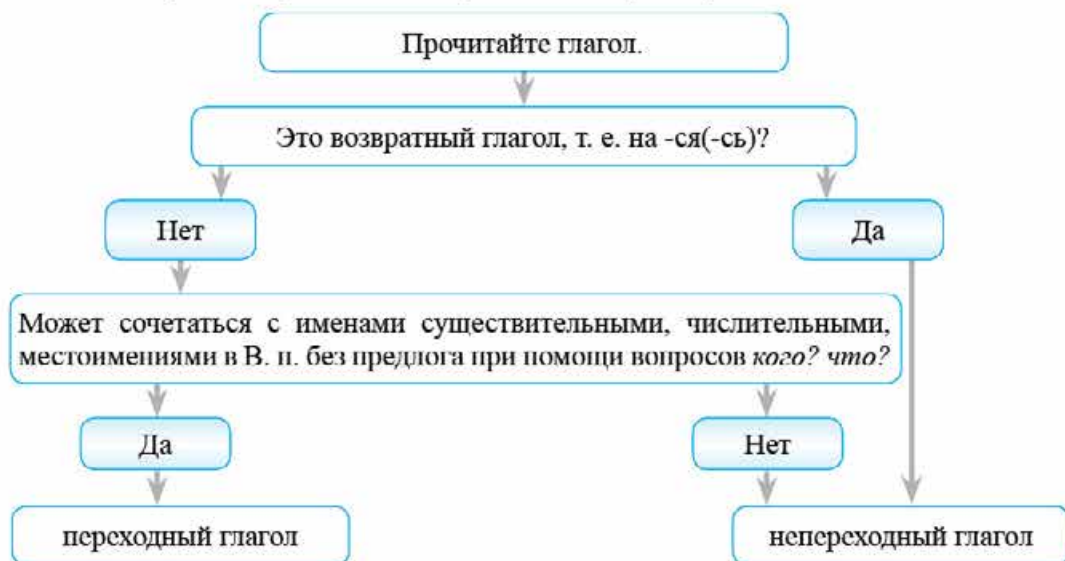 Прочитайте глагол.
Это возвратный глагол, т. е. на -ся(-сь)?
Нет
Да
Может сочетаться с именами существительными, числительными,
местоимениями в В. п. без предлога при помощи вопросов кого? что?
Да
Нет
переходный глагол
непереходный глагол